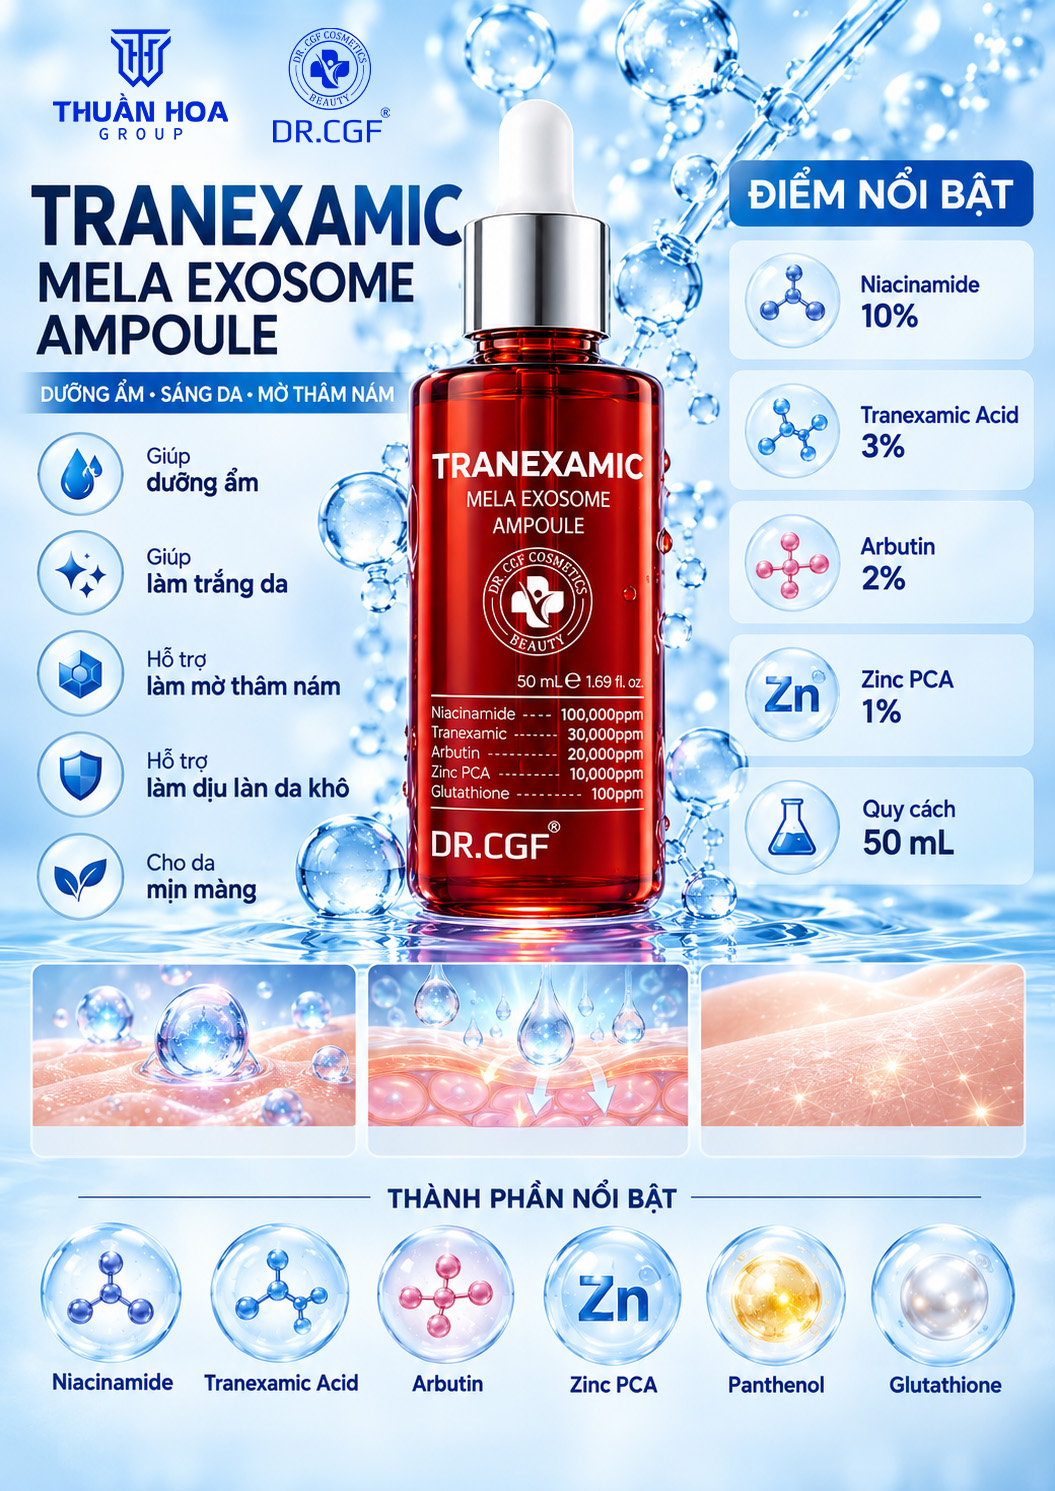 THUẦN HOA
GROUP
DR. CGF COSMETICS
BEAUTY
DR.CGF®
TRANEXAMIC
MELA EXOSOME
AMPOULE
DƯỠNG ẨM • SÁNG DA • MỜ THÂM NÁM
Giúp
dưỡng ẩm
Giúp
làm trắng da
Hỗ trợ
làm mờ thâm nám
Hỗ trợ
làm dịu làn da khô
Cho da
mịn màng
TRANEXAMIC
MELA EXOSOME
AMPOULE
DR. CGF COSMETICS
BEAUTY
50 mL ℮ 1.69 fl. oz.
Niacinamide ---- 100,000ppm
Tranexamic ------ 30,000ppm
Arbutin ---------- 20,000ppm
Zinc PCA --------- 10,000ppm
Glutathione --------- 100ppm
DR.CGF®
ĐIỂM NỔI BẬT
Niacinamide
10%
Tranexamic Acid
3%
Arbutin
2%
Zn
Zinc PCA
1%
Quy cách
50 mL
THÀNH PHẦN NỔI BẬT
Zn
Niacinamide
Tranexamic Acid
Arbutin
Zinc PCA
Panthenol
Glutathione